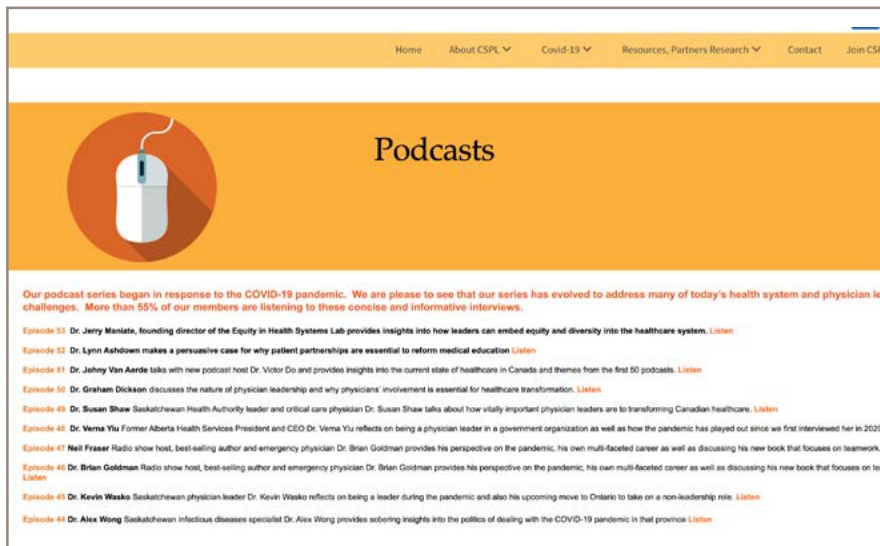 Home About CSPL Covid-19 Resources, Partners Research Contact Join CSP
Podcasts
Our podcast series began in response to the COVID-19 pandemic. We are please to see that our series has evolved to address many of today's health system and physician le
challenges. More than 55% of our members are listening to these concise and informative interviews.
Episode 53 Dr. Jerry Maniate, founding director of the Equity in Health Systems Lab provides insights into how leaders can embed equity and diversity into the healthcare system. Listen
Episode 52 Dr. Lynn Ashdown makes a persuasive case for why patient partnerships are essential to reform medical education Listen
Episode 51 Dr. Johny Van Aerde talks with new podcast host Dr. Victor Do and provides insights into the current state of healthcare in Canada and themes from the first 50 podcasts. Listen
Episode 50 Dr. Graham Dickson discusses the nature of physician leadership and why physicians' involvement is essential for healthcare transformation. Listen
Episode 49 Dr. Susan Shaw Saskatchewan Health Authority leader and critical care physician Dr. Susan Shaw talks about how vitally important physician leaders are to transforming Canadian healthcare. Listen
Episode 48 Dr. Verna Yiu Former Alberta Health Services President and CEO Dr. Verna Yiu reflects on being a physician leader in a government organization as well as how the pandemic has played out since we first interviewed her in 2020
Episode 47 Neil Fraser Radio show host, best-selling author and emergency physician Dr. Brian Goldman provides his perspective on the pandemic, his own multi-faceted career as well as discussing his new book that focuses on teamwork.
Episode 46 Dr. Brian Goldman Radio show host, best-selling author and emergency physician Dr. Brian Goldman provides his perspective on the pandemic, his own multi-faceted career as well as discussing his new book that focuses on te
Listen
Episode 45 Dr. Kevin Wasko Saskatchewan physician leader Dr. Kevin Wasko reflects on being a leader during the pandemic and also his upcoming move to Ontario to take on a non-leadership role. Listen
Episode 44 Dr. Alex Wong Saskatchewan infectious diseases specialist Dr. Alex Wong provides sobering insights into the politics of dealing with the COVID-19 pandemic in that province Listen